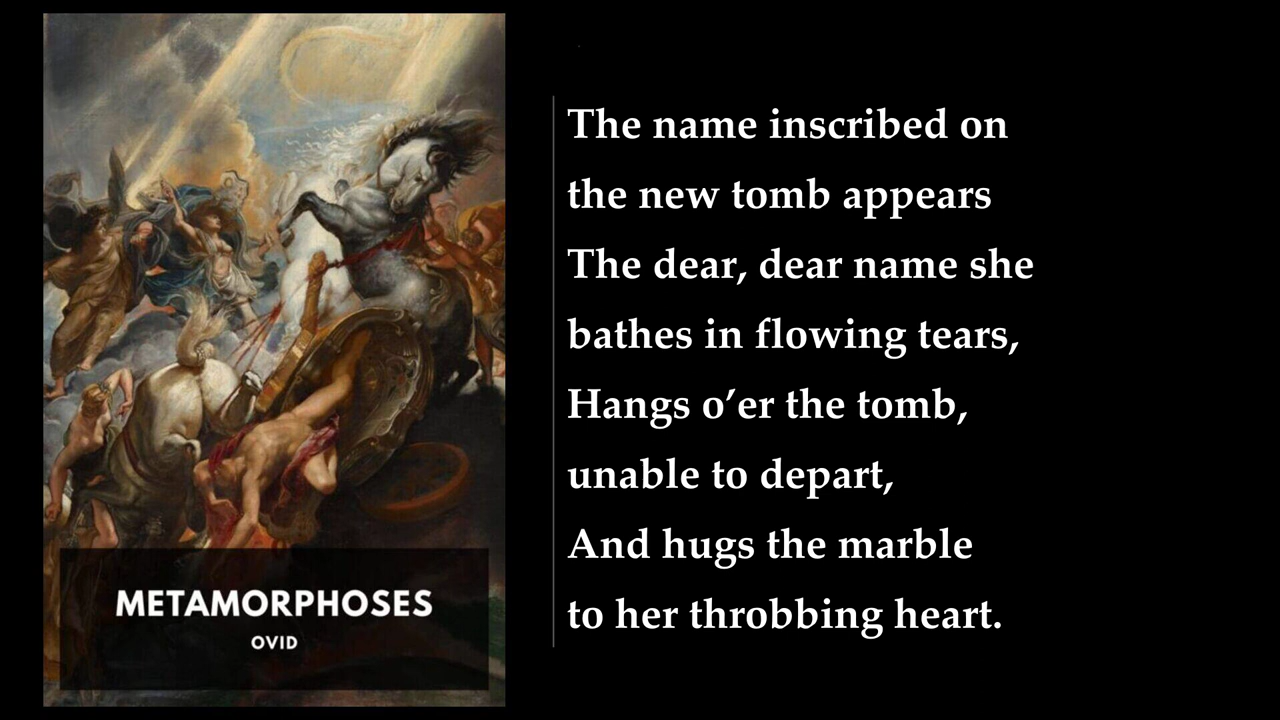 METAMORPHOSES
OVID
The name inscribed on
the new tomb appears
The dear, dear name she
bathes in flowing tears,
Hangs o’er the tomb,
unable to depart,
And hugs the marble
to her throbbing heart.